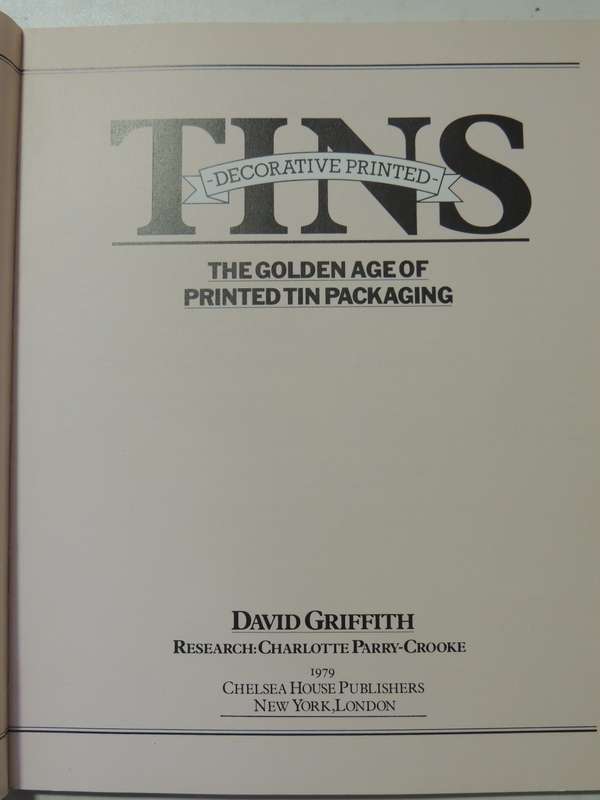 TINS
-DECORATIVE PRINTED-
THE GOLDEN AGE OF
PRINTED TIN PACKAGING
DAVID GRIFFITH
RESEARCH: CHARLOTTE PARRY-CROOKE
1979
CHELSEA HOUSE PUBLISHERS
NEW YORK, LONDON